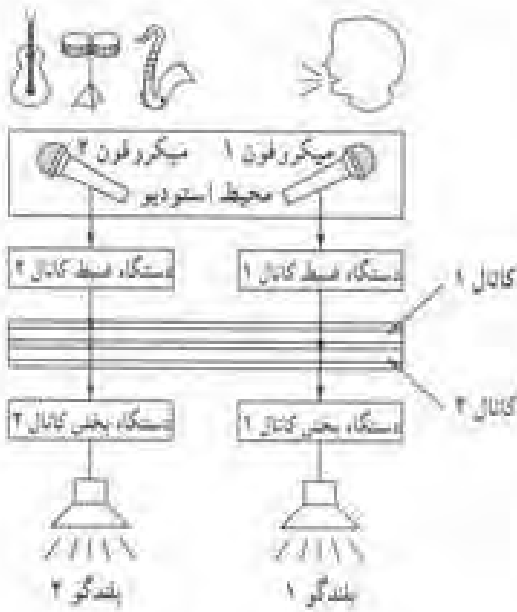 میکروفون ۱ میکروفون ۲
محیط استودیو
دستگاه ضبط کانال ۱ دستگاه ضبط کانال ۲
کانال ۱
کانال ۲
دستگاه پخش کانال ۱ دستگاه پخش کانال ۲
بلندگو ۱ بلندگو ۲